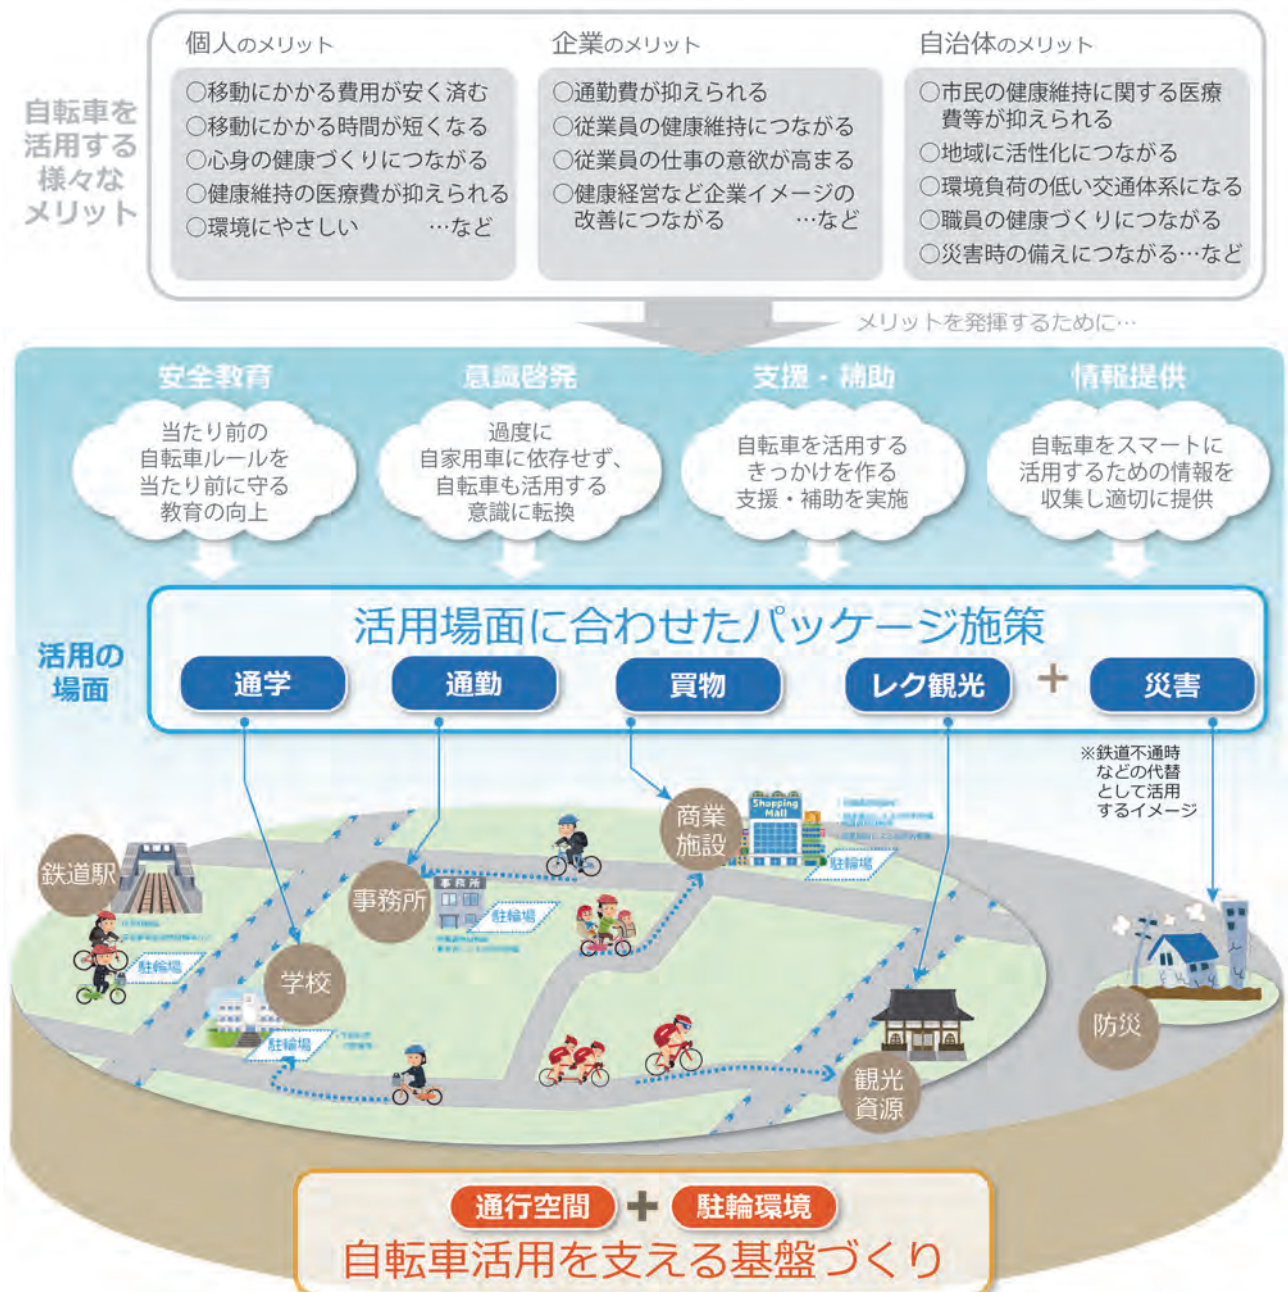 自転車を
活用する
様々な
メリット
個人のメリット
○移動にかかる費用が安く済む
○移動にかかる時間が短くなる
○心身の健康づくりにつながる
○健康維持の医療費が抑えられる
○環境にやさしい …など
企業のメリット
○通勤費が抑えられる
○従業員の健康維持につながる
○従業員の仕事の意欲が高まる
○健康経営など企業イメージの
改善につながる …など
自治体のメリット
○市民の健康維持に関する医療
費等が抑えられる
○地域に活性化につながる
○環境負荷の低い交通体系になる
○職員の健康づくりにつながる
○災害時の備えにつながる…など
メリットを発揮するために…
安全教育
当たり前の
自転車ルールを
当たり前に守る
教育の向上
意識啓発
過度に
自家用車に依存せず、
自転車も活用する
意識に転換
支援・補助
自転車を活用する
きっかけを作る
支援・補助を実施
情報提供
自転車をスマートに
活用するための情報を
収集し適切に提供
活用の
場面
活用場面に合わせたパッケージ施策
通学
通勤
買物
レク観光
+
災害
※鉄道不通時
などの代替
として活用
するイメージ
鉄道駅
駐輪場
事務所
事務所
駐輪場
商業
施設
Shopping
Mall
駐輪場
学校
駐輪場
観光
資源
防災
通行空間 + 駐輪環境
自転車活用を支える基盤づくり